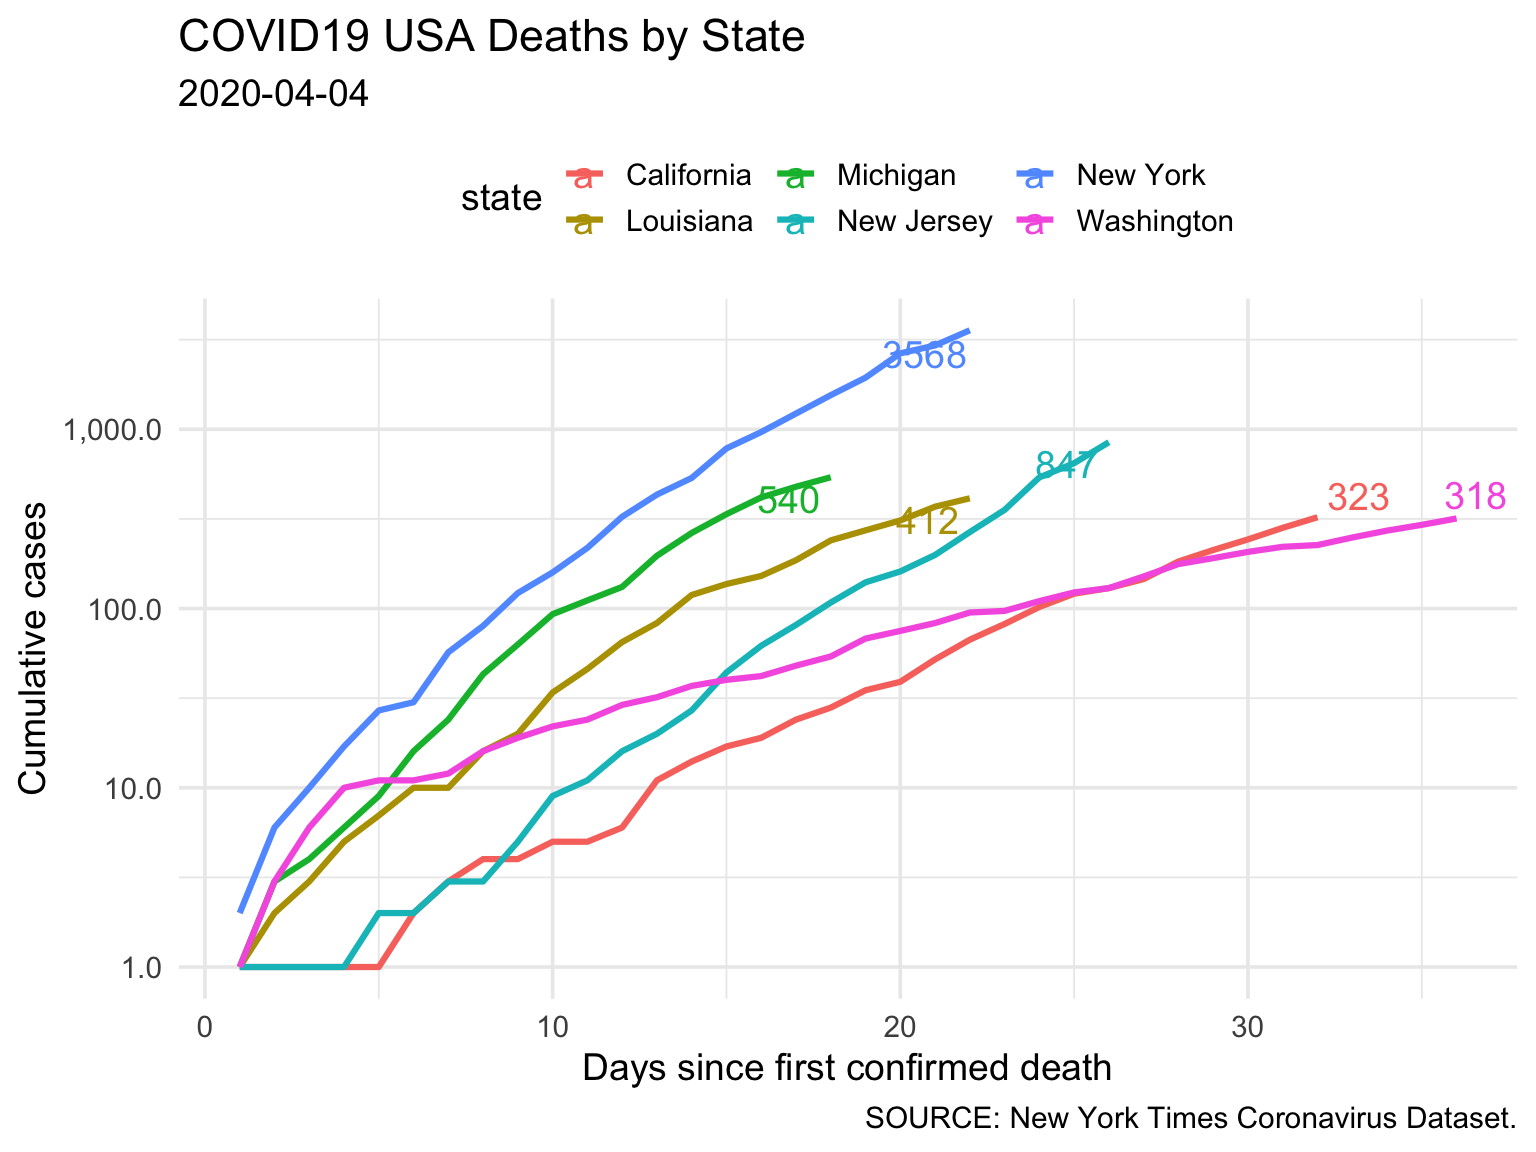 COVID19 USA Deaths by State
2020-04-04
state
a California a Michigan a New York
a Louisiana a New Jersey a Washington
Cumulative cases
1,000.0
100.0
10.0
1.0
3568
847
540
412
323
318
0 10 20 30
Days since first confirmed death
SOURCE: New York Times Coronavirus Dataset.